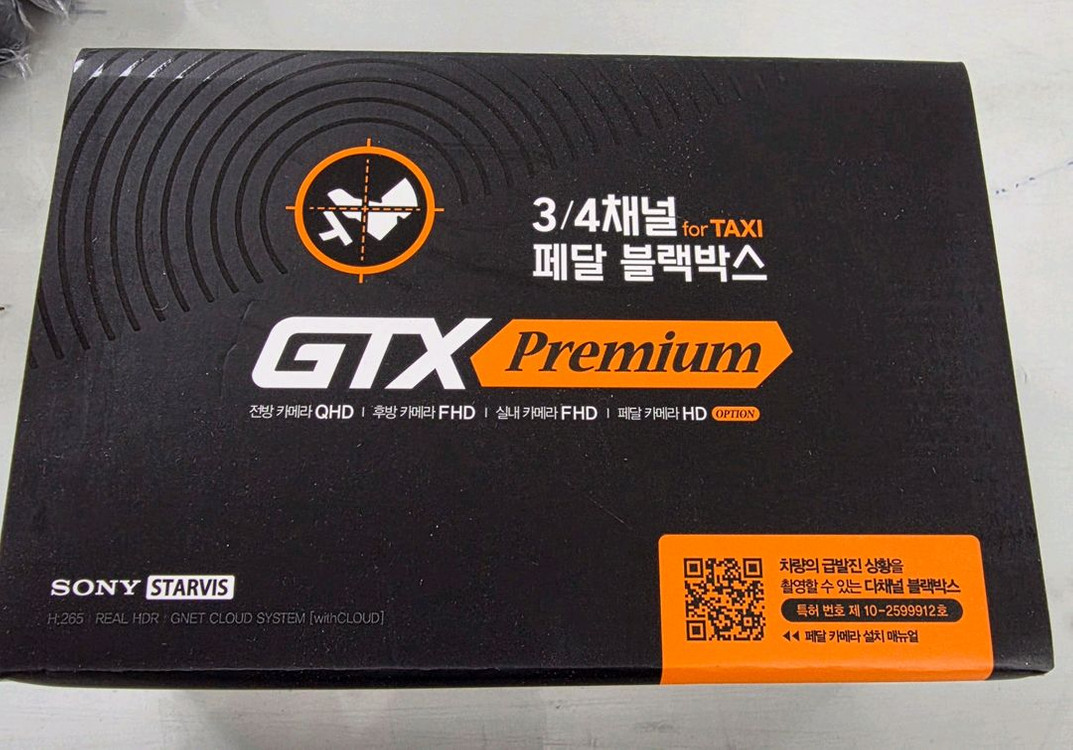 3/4채널 for TAXI
페달 블랙박스
GTX Premium
전방 카메라 QHD | 후방 카메라 FHD | 실내 카메라 FHD | 페달 카메라 HD OPTION
SONY STARVIS
H.265 | REAL HDR | GNET CLOUD SYSTEM [withCLOUD]
차량의 급발진 상황을
촬영할 수 있는 다채널 블랙박스
특허 번호 제 10-2599912호
◀◀ 페달 카메라 설치 매뉴얼